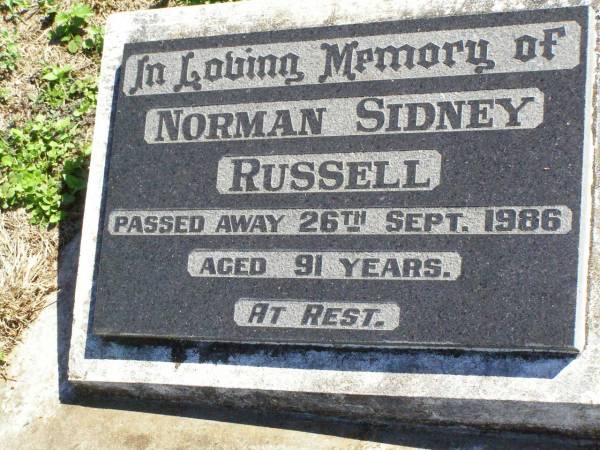 In Loving Memory of
NORMAN SIDNEY
RUSSELL
PASSED AWAY 26TH SEPT. 1986
AGED 91 YEARS.
AT REST.